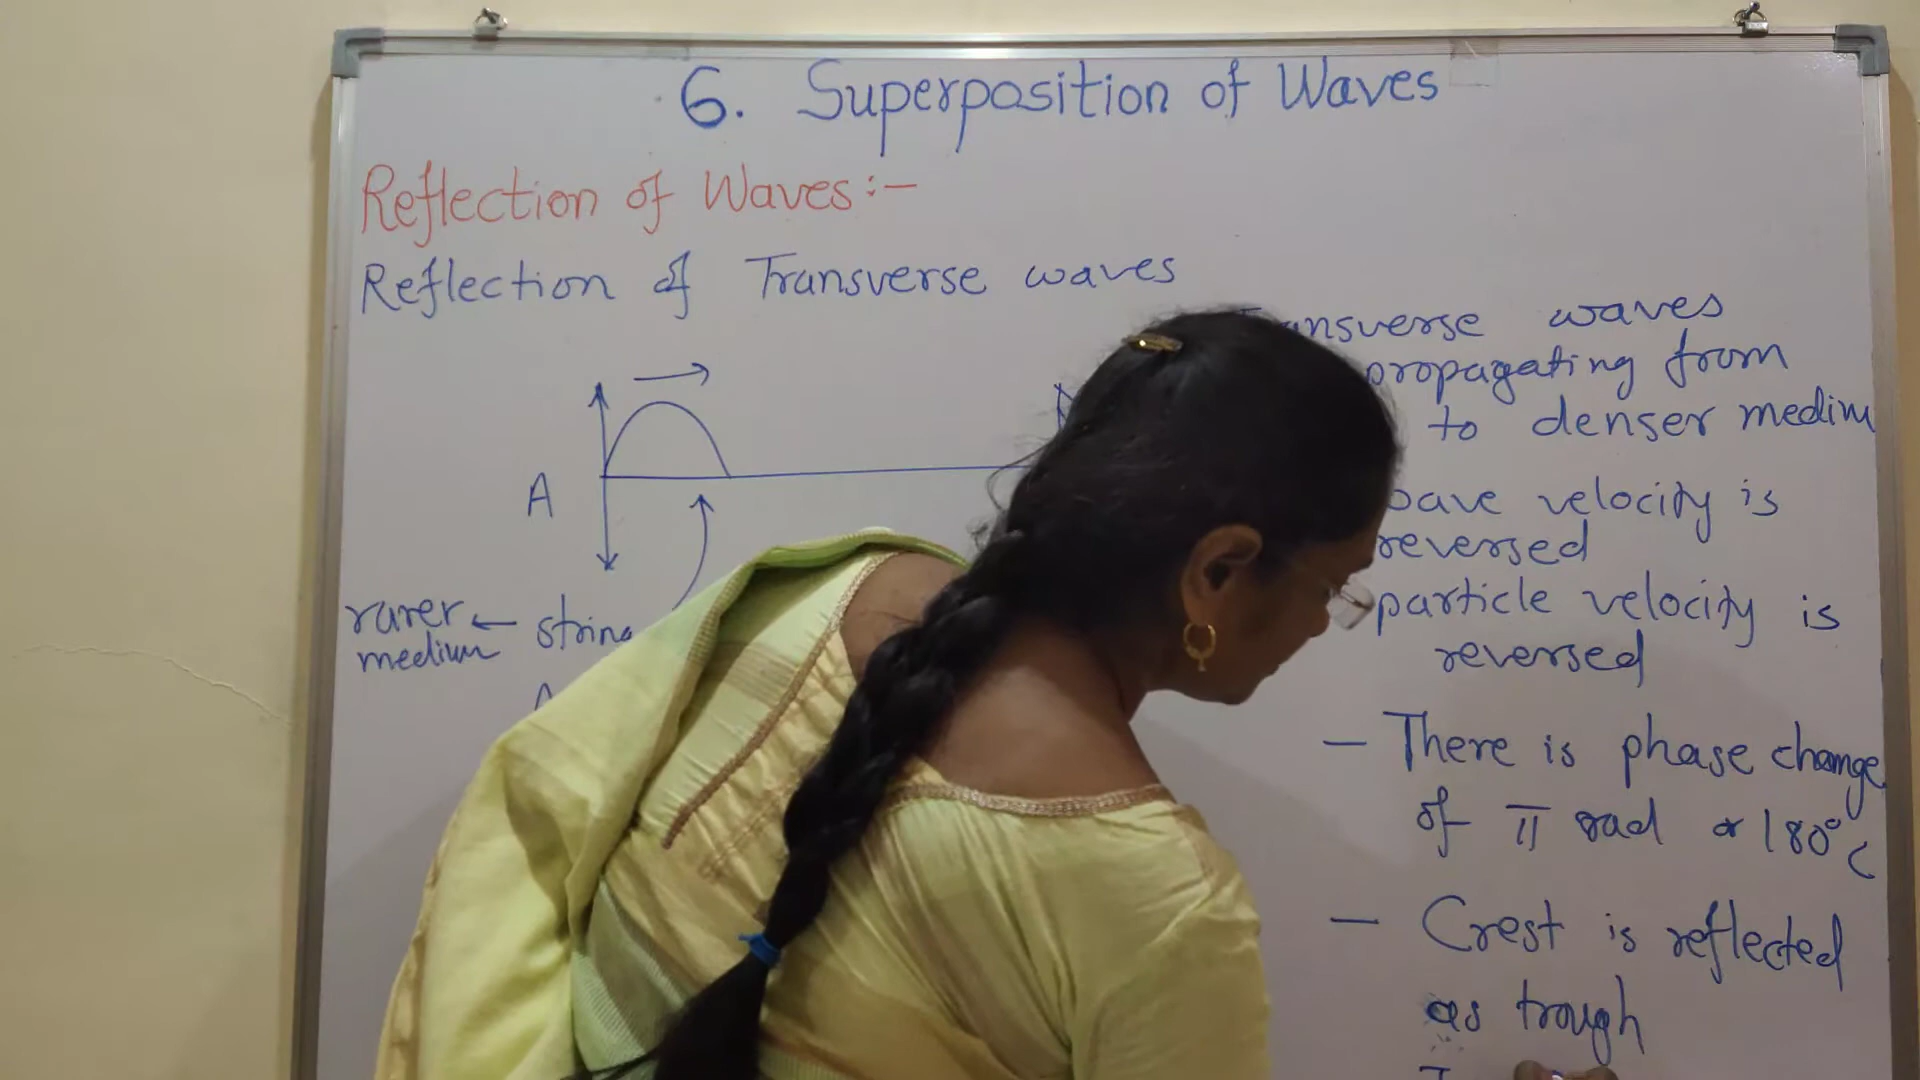 6. Superposition of Waves
Reflection of Waves:-
Reflection of Transverse waves
waves
propagating from
to denser medium
A
velocity is
reversed
rarer ← string
medium
particle velocity is
reversed
- There is phase change
of π rad or 180°C
- Crest is reflected
as trough